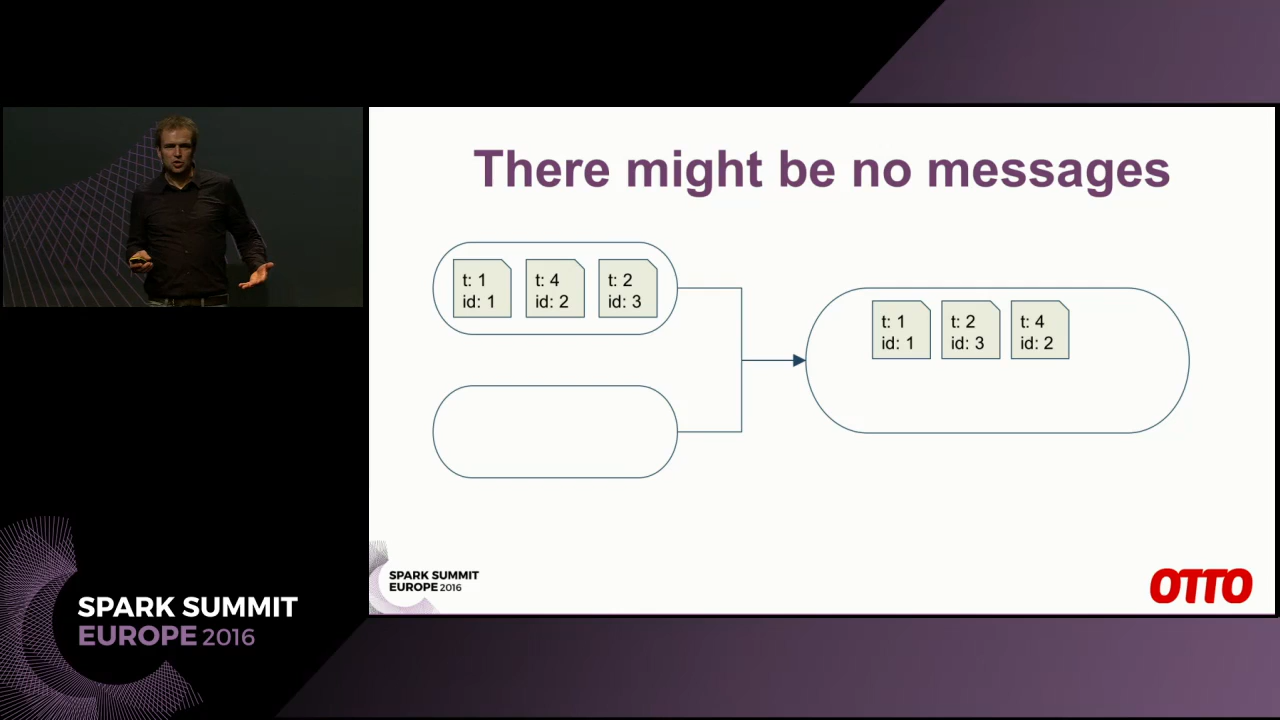 There might be no messages
t: 1
id: 1
t: 4
id: 2
t: 2
id: 3
t: 1
id: 1
t: 2
id: 3
t: 4
id: 2
SPARK SUMMIT
EUROPE 2016
OTTO
SPARK SUMMIT
EUROPE 2016